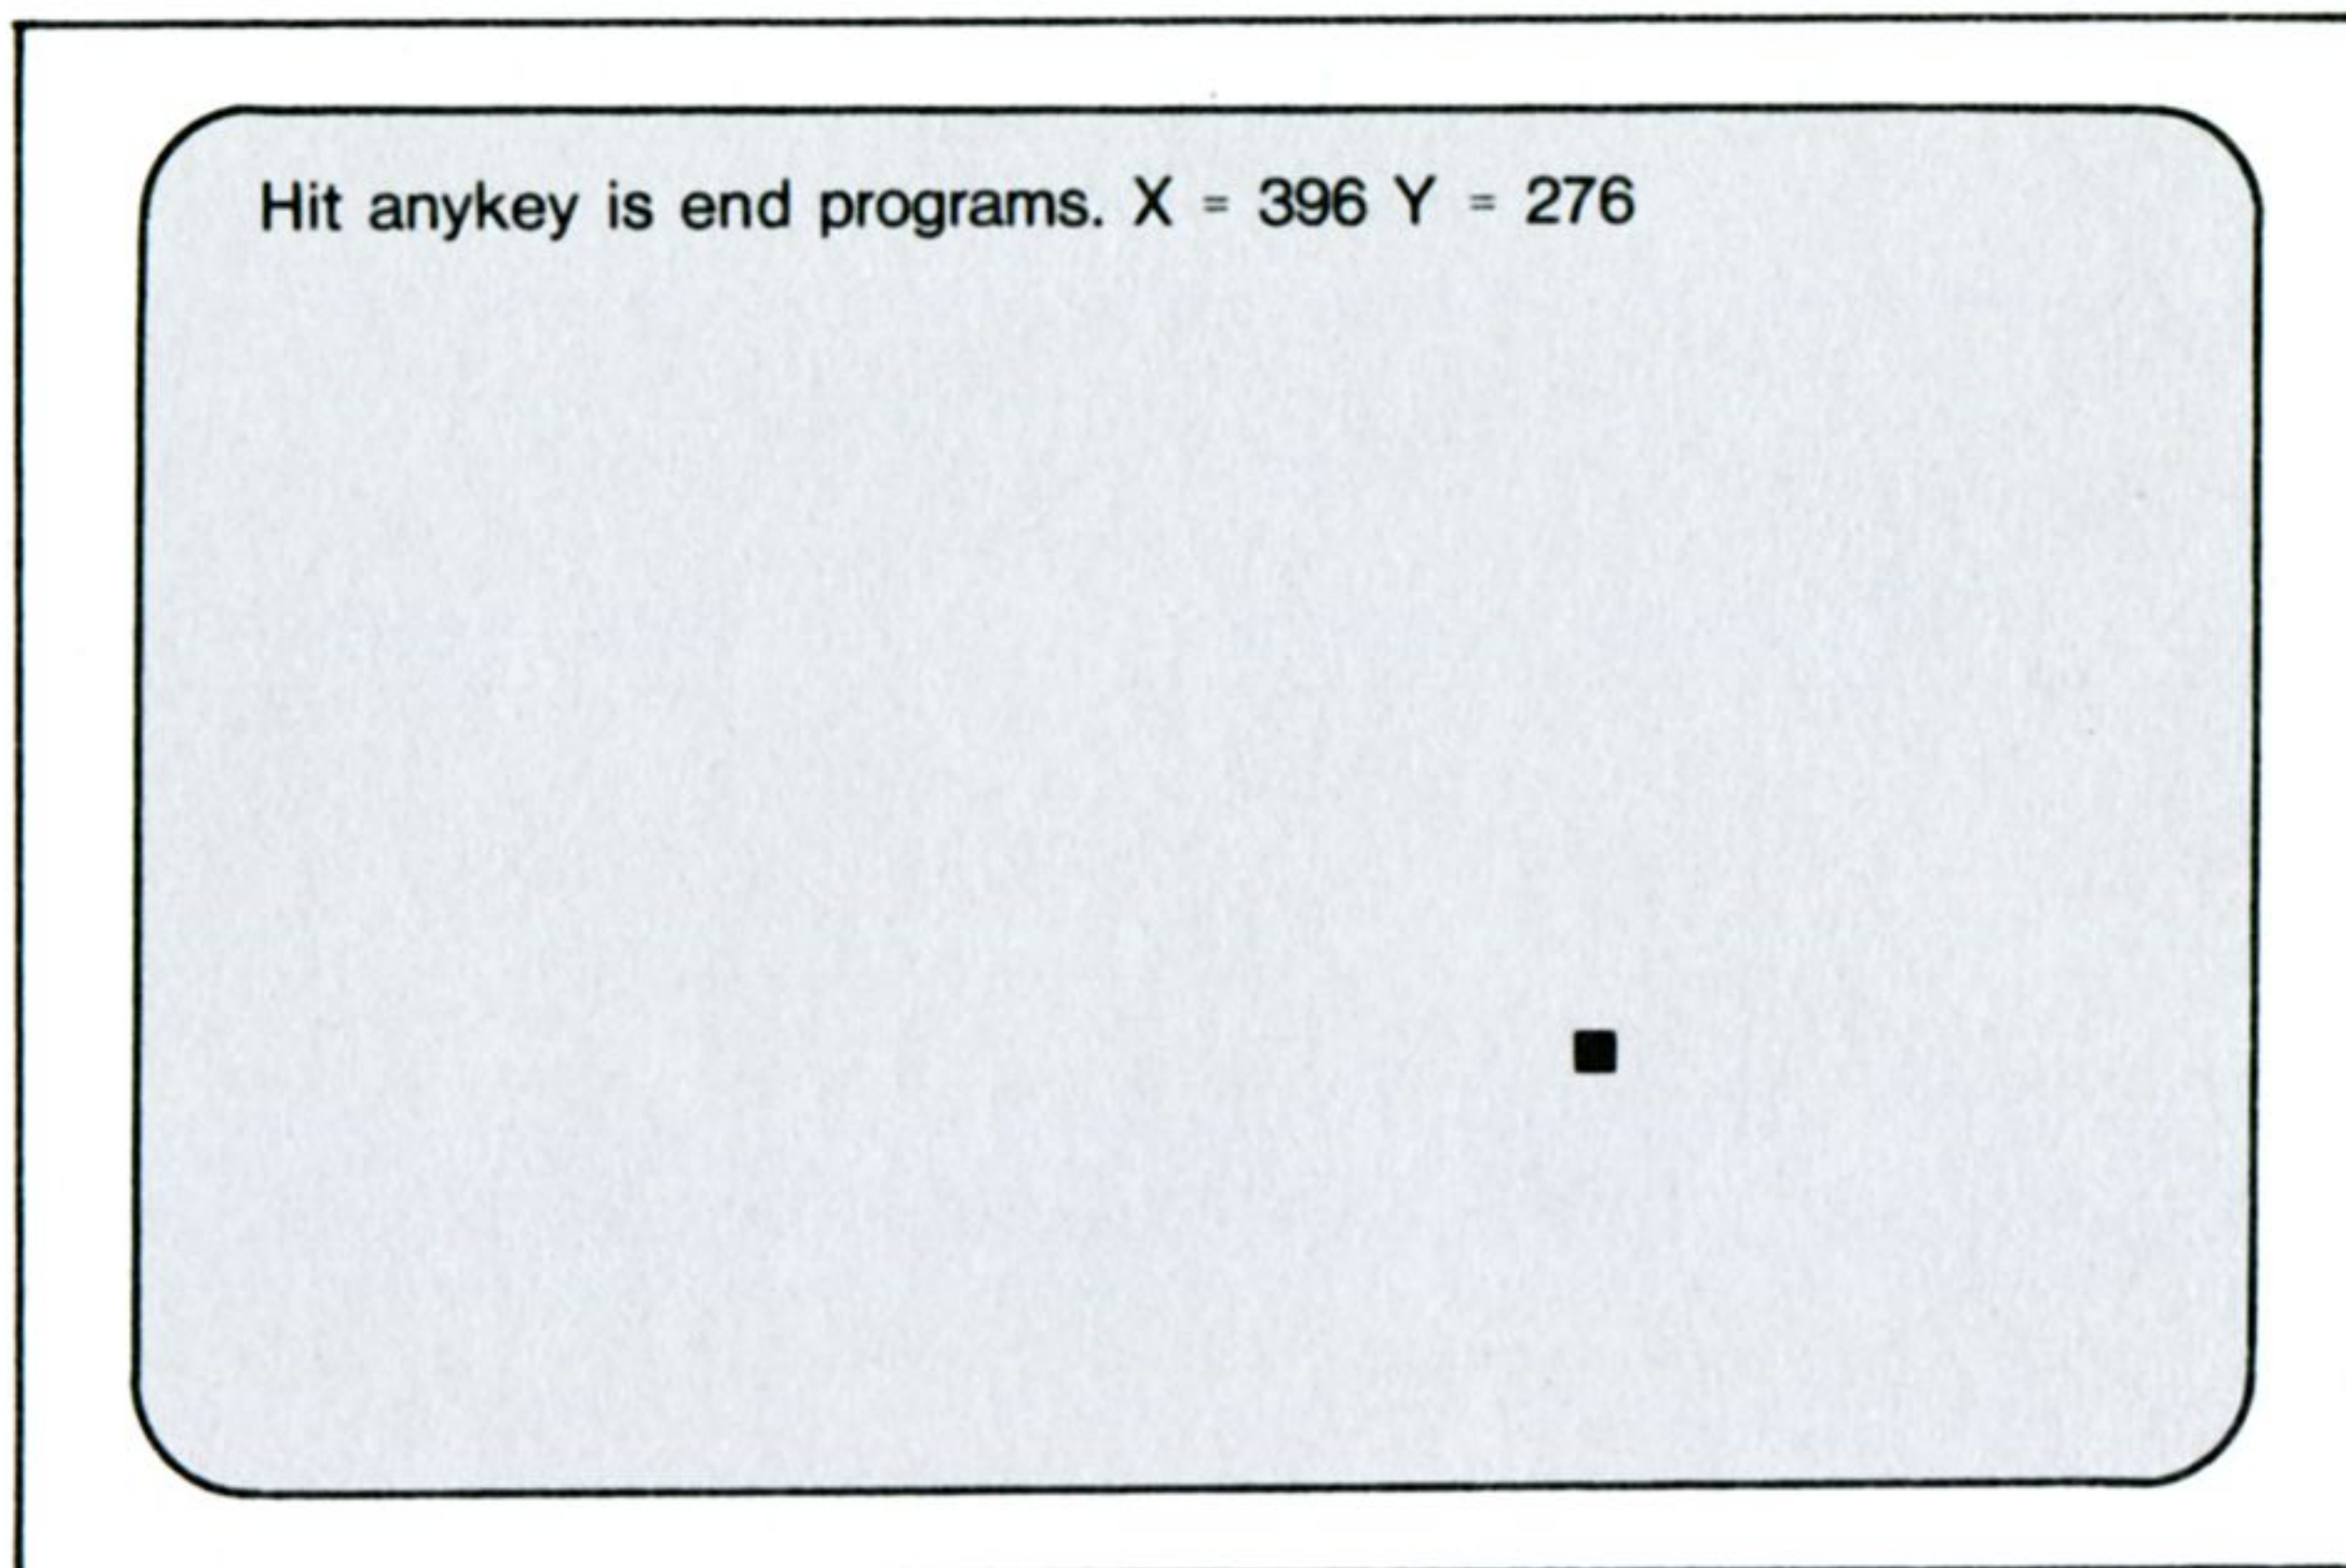 Hit anykey is end programs. X = 396 Y = 276